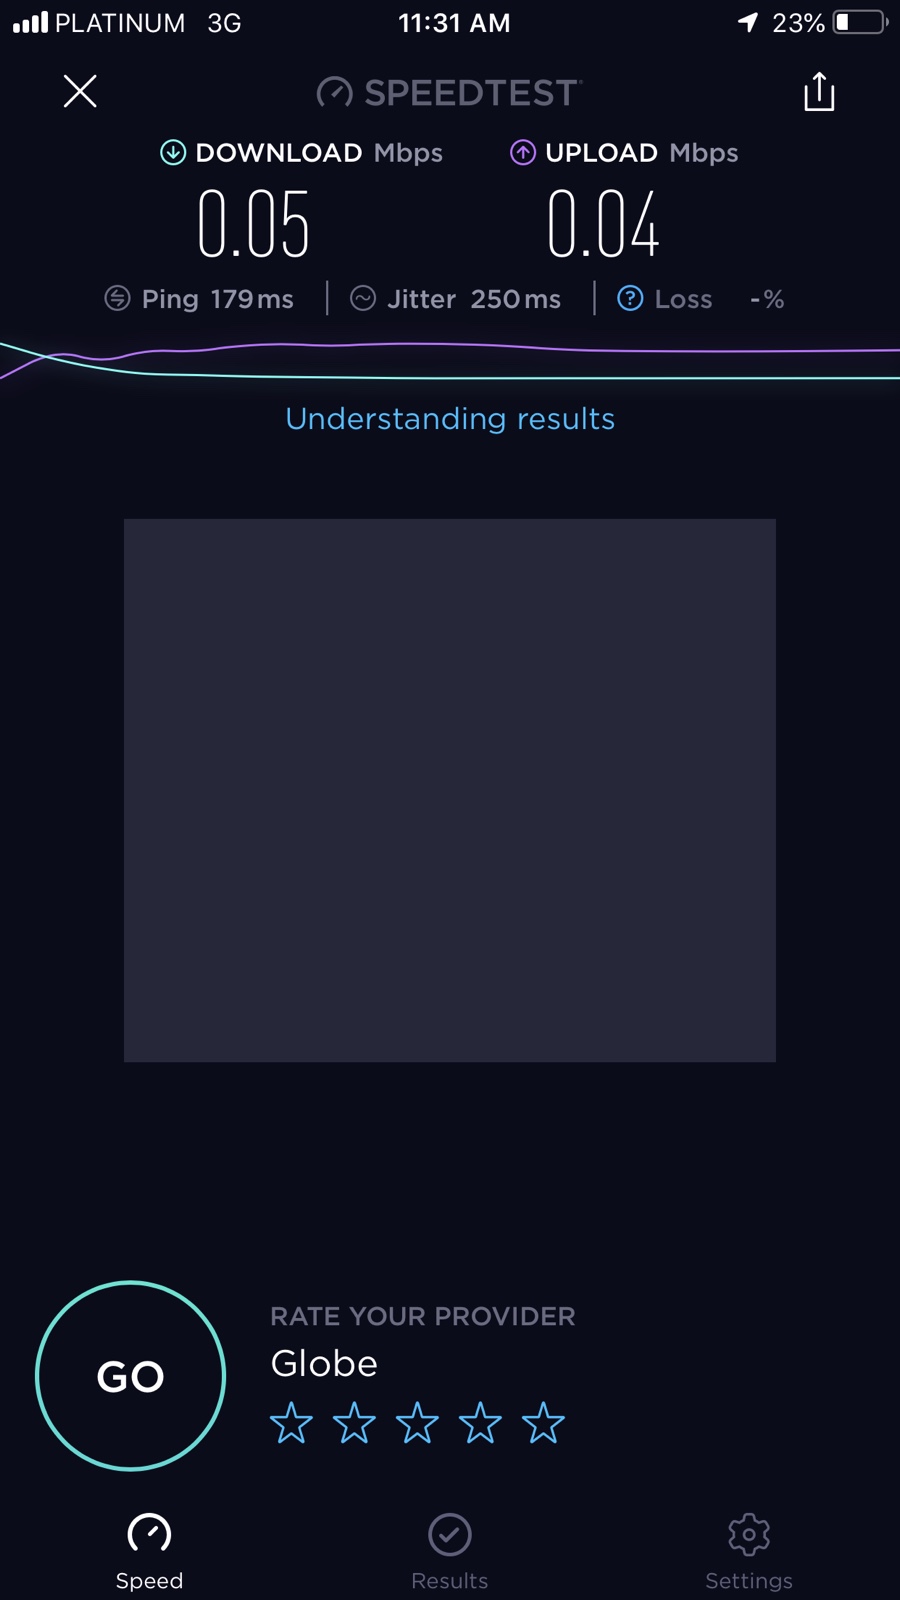 PLATINUM 3G 11:31 AM 23%
SPEEDTEST
DOWNLOAD Mbps UPLOAD Mbps
0.05 0.04
Ping 179 ms Jitter 250 ms ? Loss -%
Understanding results
RATE YOUR PROVIDER
Globe
GO
Speed Results Settings